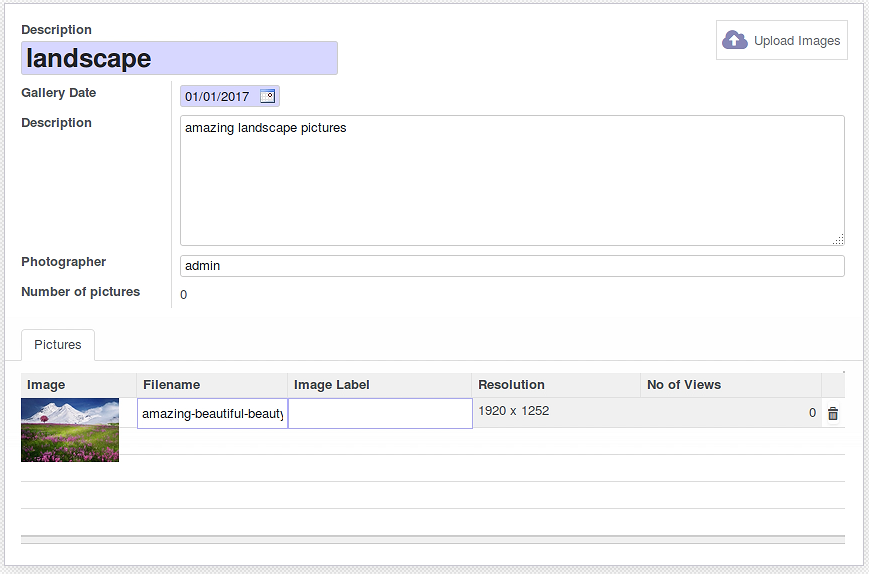 Description
Upload Images
landscape
Gallery Date
01/01/2017
Description
amazing landscape pictures
Photographer
admin
Number of pictures
0
Pictures
Image Filename Image Label Resolution No of Views
amazing-beautiful-beauty 1920 x 1252 0